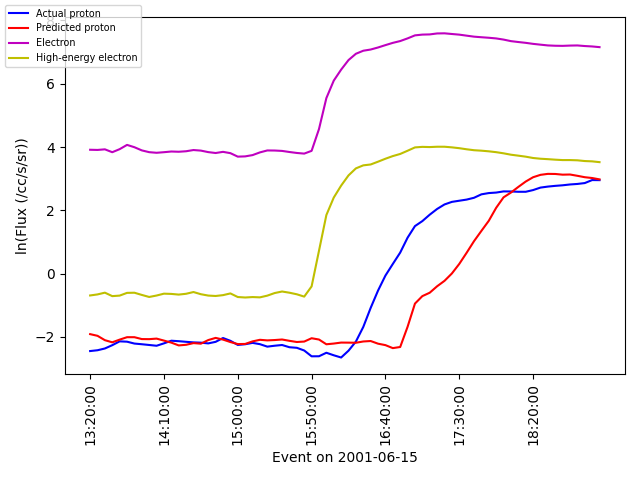 Actual proton
Predicted proton
Electron
High-energy electron
8
6
4
2
0
−2
ln(Flux (/cc/s/sr))
13:20:00
14:10:00
15:00:00
15:50:00
16:40:00
17:30:00
18:20:00
Event on 2001-06-15